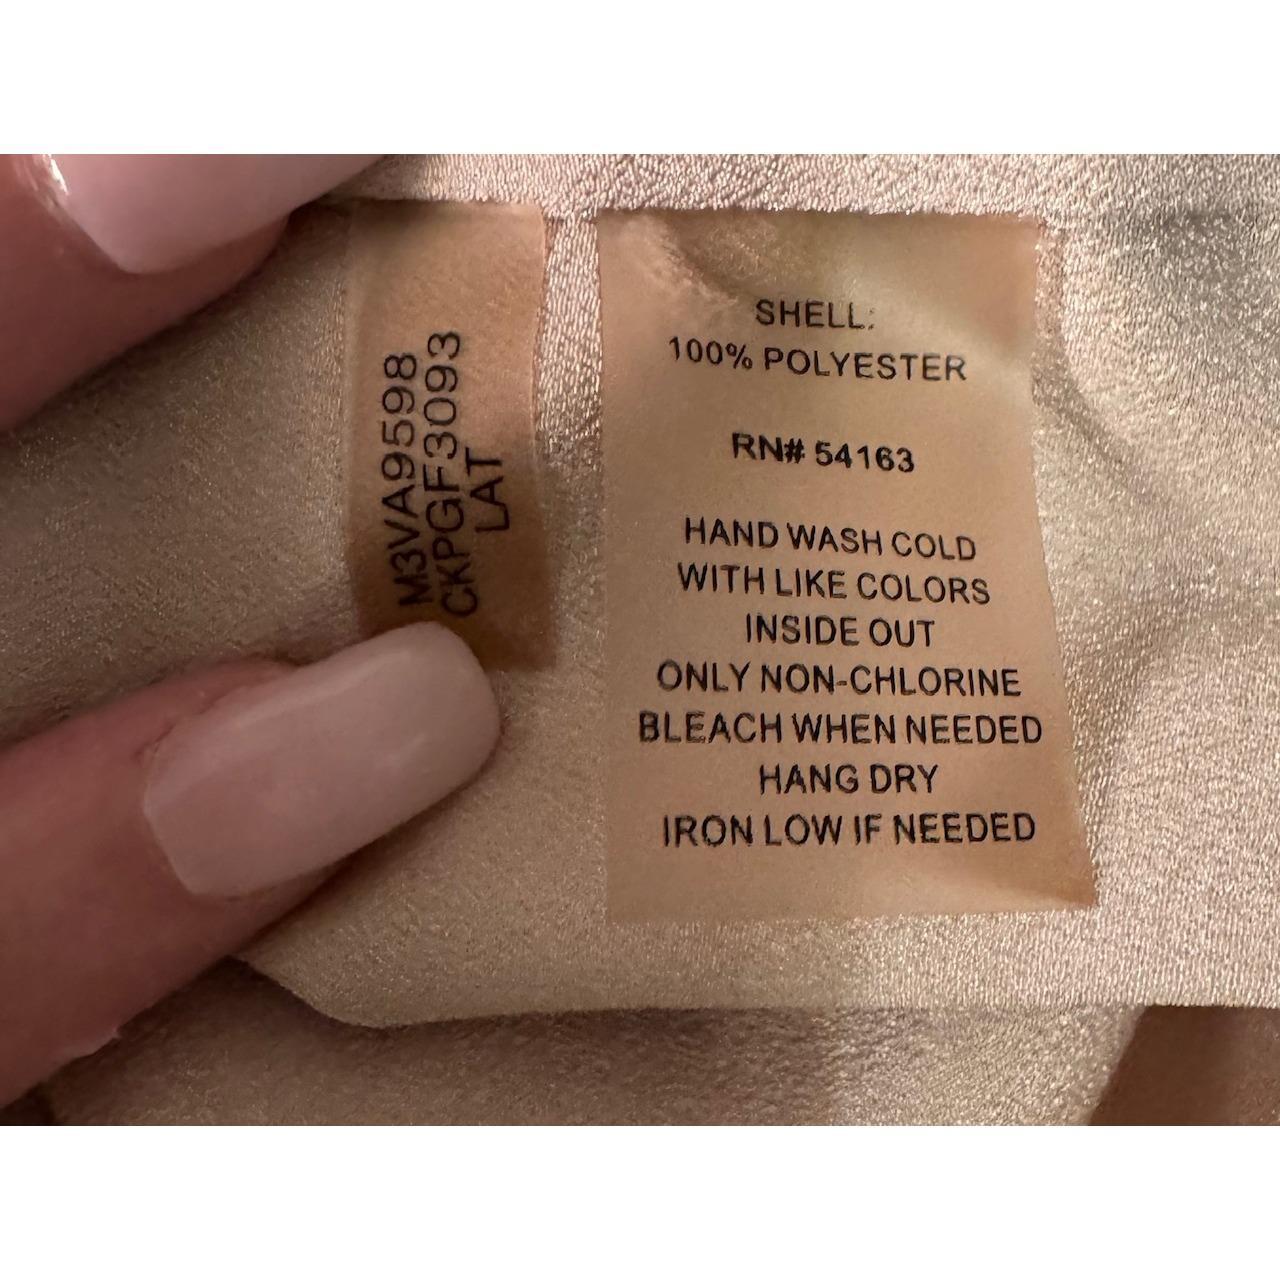 M3VA9598
CKPGF3093
LAT
SHELL:
100% POLYESTER
RN# 54163
HAND WASH COLD
WITH LIKE COLORS
INSIDE OUT
ONLY NON-CHLORINE
BLEACH WHEN NEEDED
HANG DRY
IRON LOW IF NEEDED